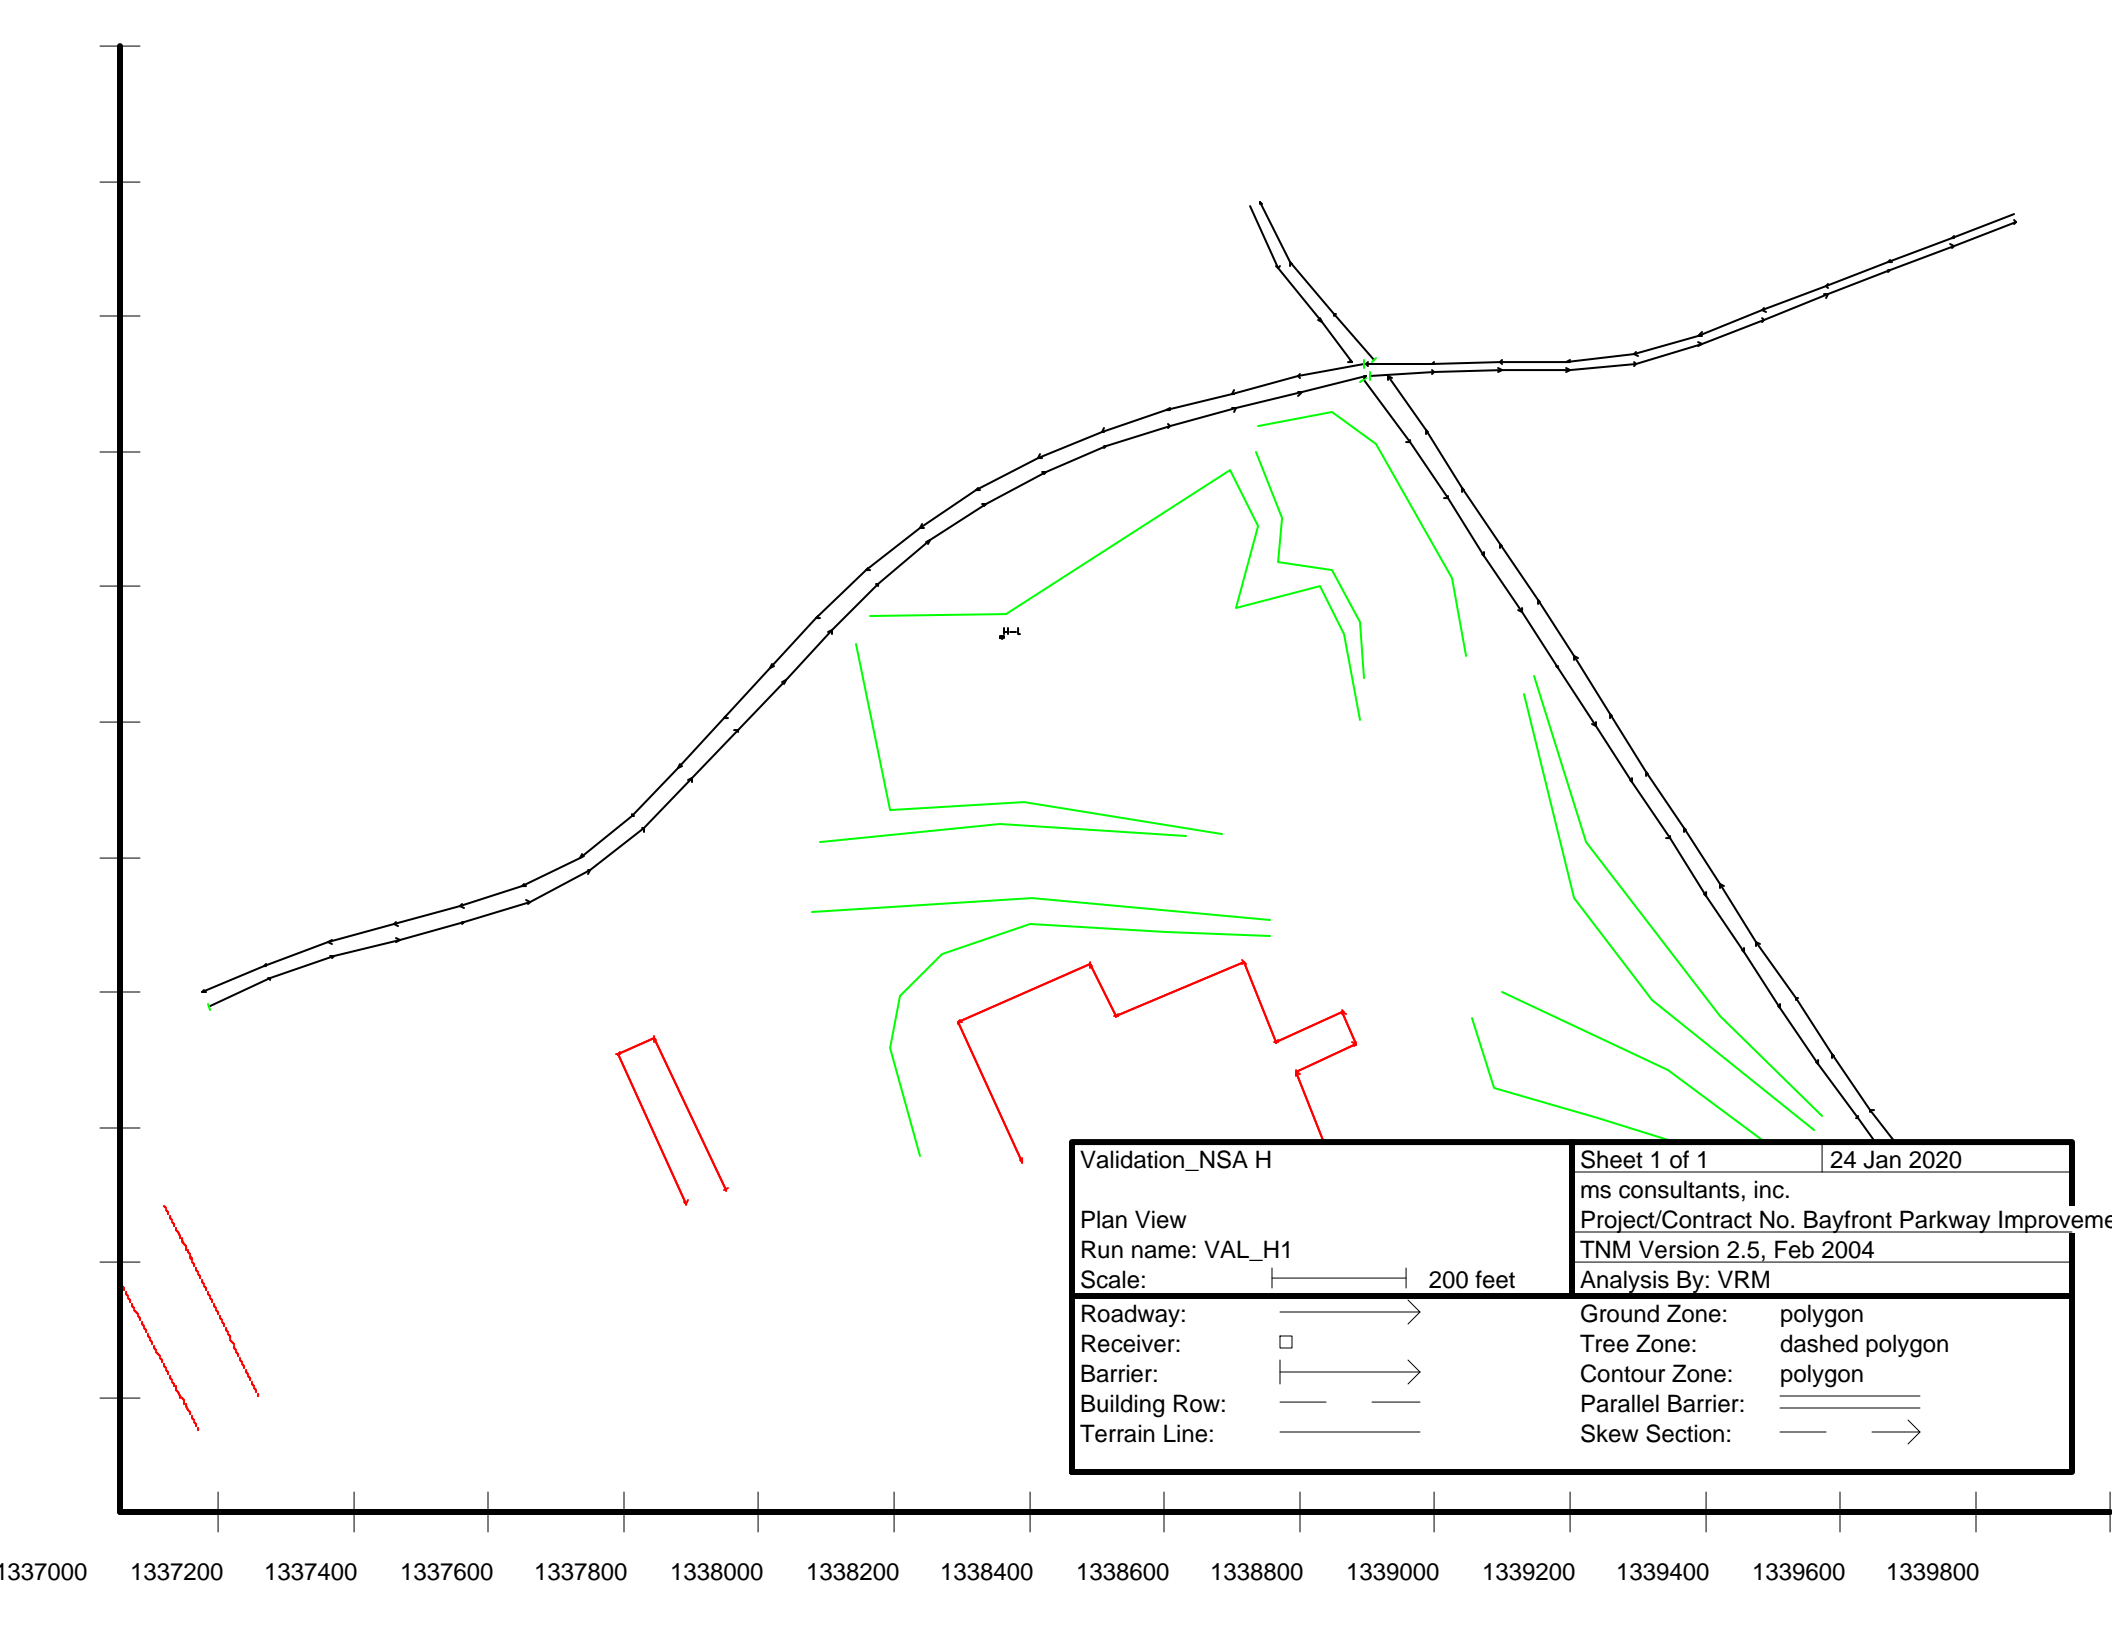 H-L
Validation_NSA H
Sheet 1 of 1
24 Jan 2020
ms consultants, inc.
Plan View
Project/Contract No. Bayfront Parkway Improveme
Run name: VAL_H1
TNM Version 2.5, Feb 2004
Scale:
200 feet
Analysis By: VRM
Roadway:
Ground Zone:
polygon
Receiver:
Tree Zone:
dashed polygon
Barrier:
Contour Zone:
polygon
Building Row:
Parallel Barrier:
Terrain Line:
Skew Section:
1337000 1337200 1337400 1337600 1337800 1338000 1338200 1338400 1338600 1338800 1339000 1339200 1339400 1339600 1339800